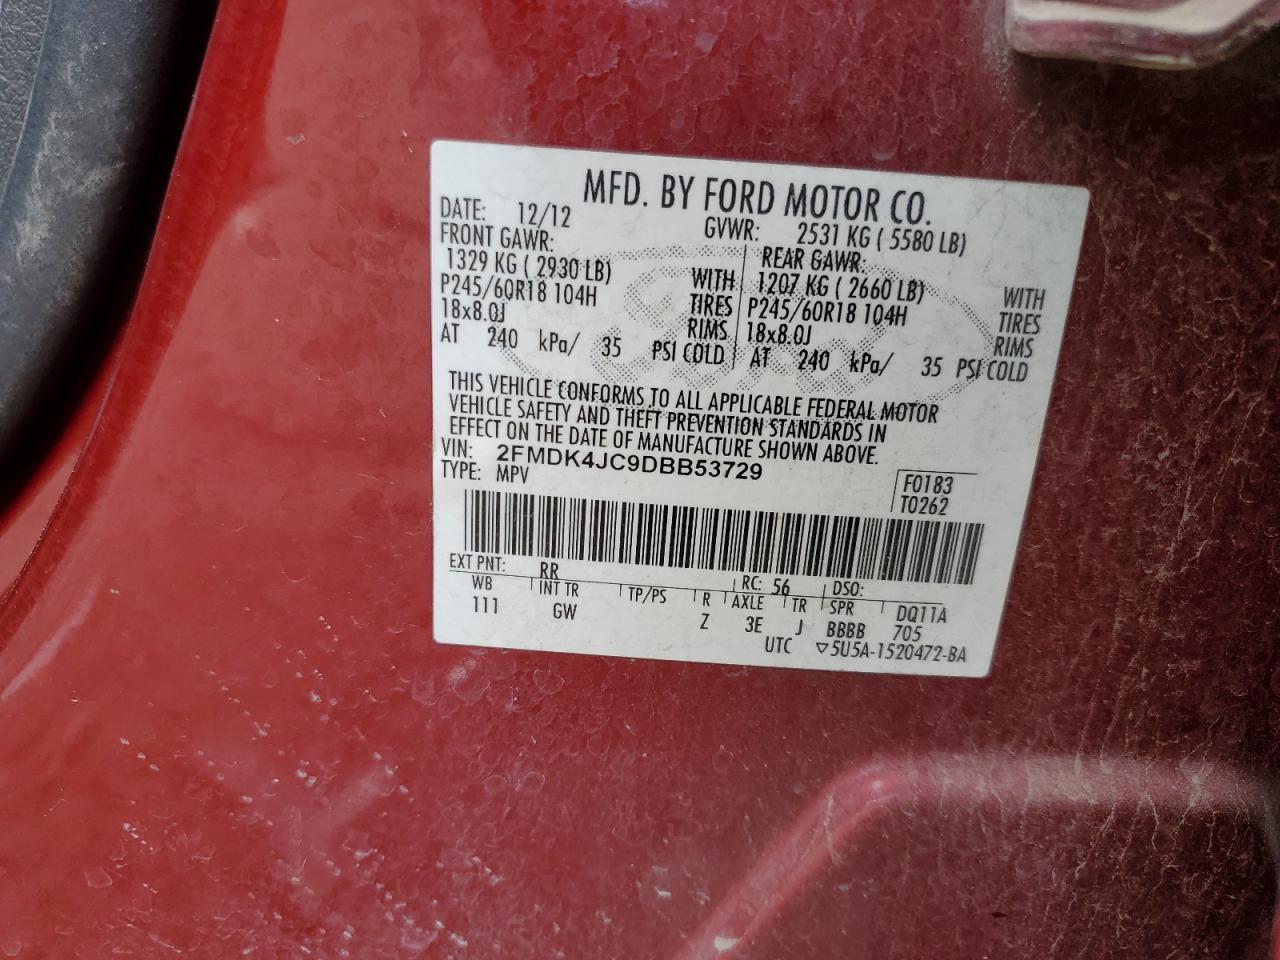 MFD. BY FORD MOTOR CO.
DATE: 12/12 GVWR: 2531 KG ( 5580 LB)
FRONT GAWR: REAR GAWR:
1329 KG ( 2930 LB) WITH 1207 KG ( 2660 LB) WITH
P245/60R18 104H TIRES P245/60R18 104H TIRES
18x8.0J RIMS 18x8.0J RIMS
AT 240 kPa/ 35 PSI COLD AT 240 kPa/ 35 PSI COLD
THIS VEHICLE CONFORMS TO ALL APPLICABLE FEDERAL MOTOR
VEHICLE SAFETY AND THEFT PREVENTION STANDARDS IN
EFFECT ON THE DATE OF MANUFACTURE SHOWN ABOVE.
VIN: 2FMDK4JC9DBB53729
TYPE: MPV
F0183
T0262
EXT PNT: RR RC: 56 DSO:
WB INT TR TP/PS R AXLE TR SPR DQ11A
111 GW Z 3E J BBBB 705
UTC ▽5U5A-1520472-BA